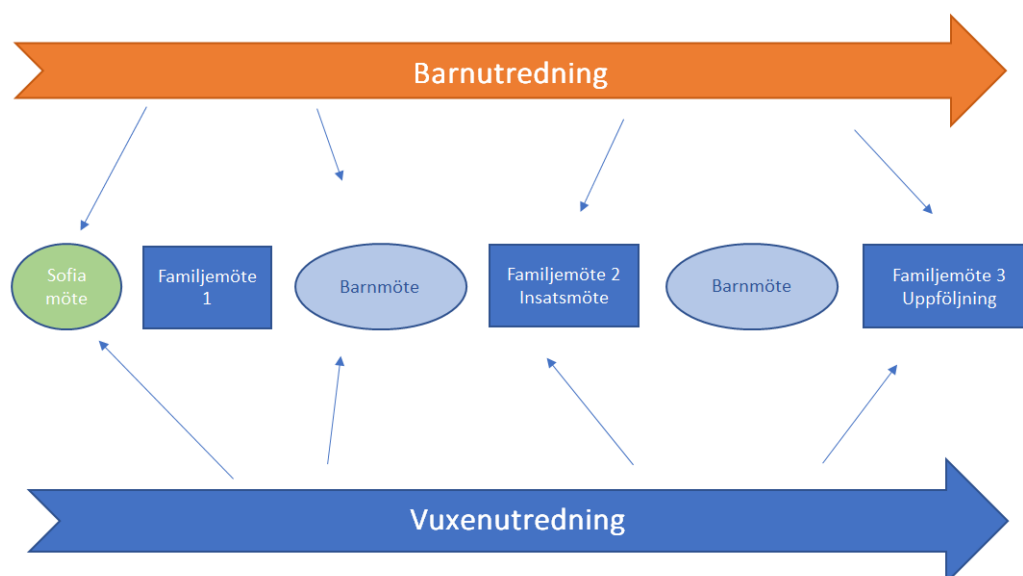 Barnutredning
Sofia
möte
Familjemöte
1
Barnmöte
Familjemöte 2
Insatsmöte
Barnmöte
Familjemöte 3
Uppföljning
Vuxenutredning